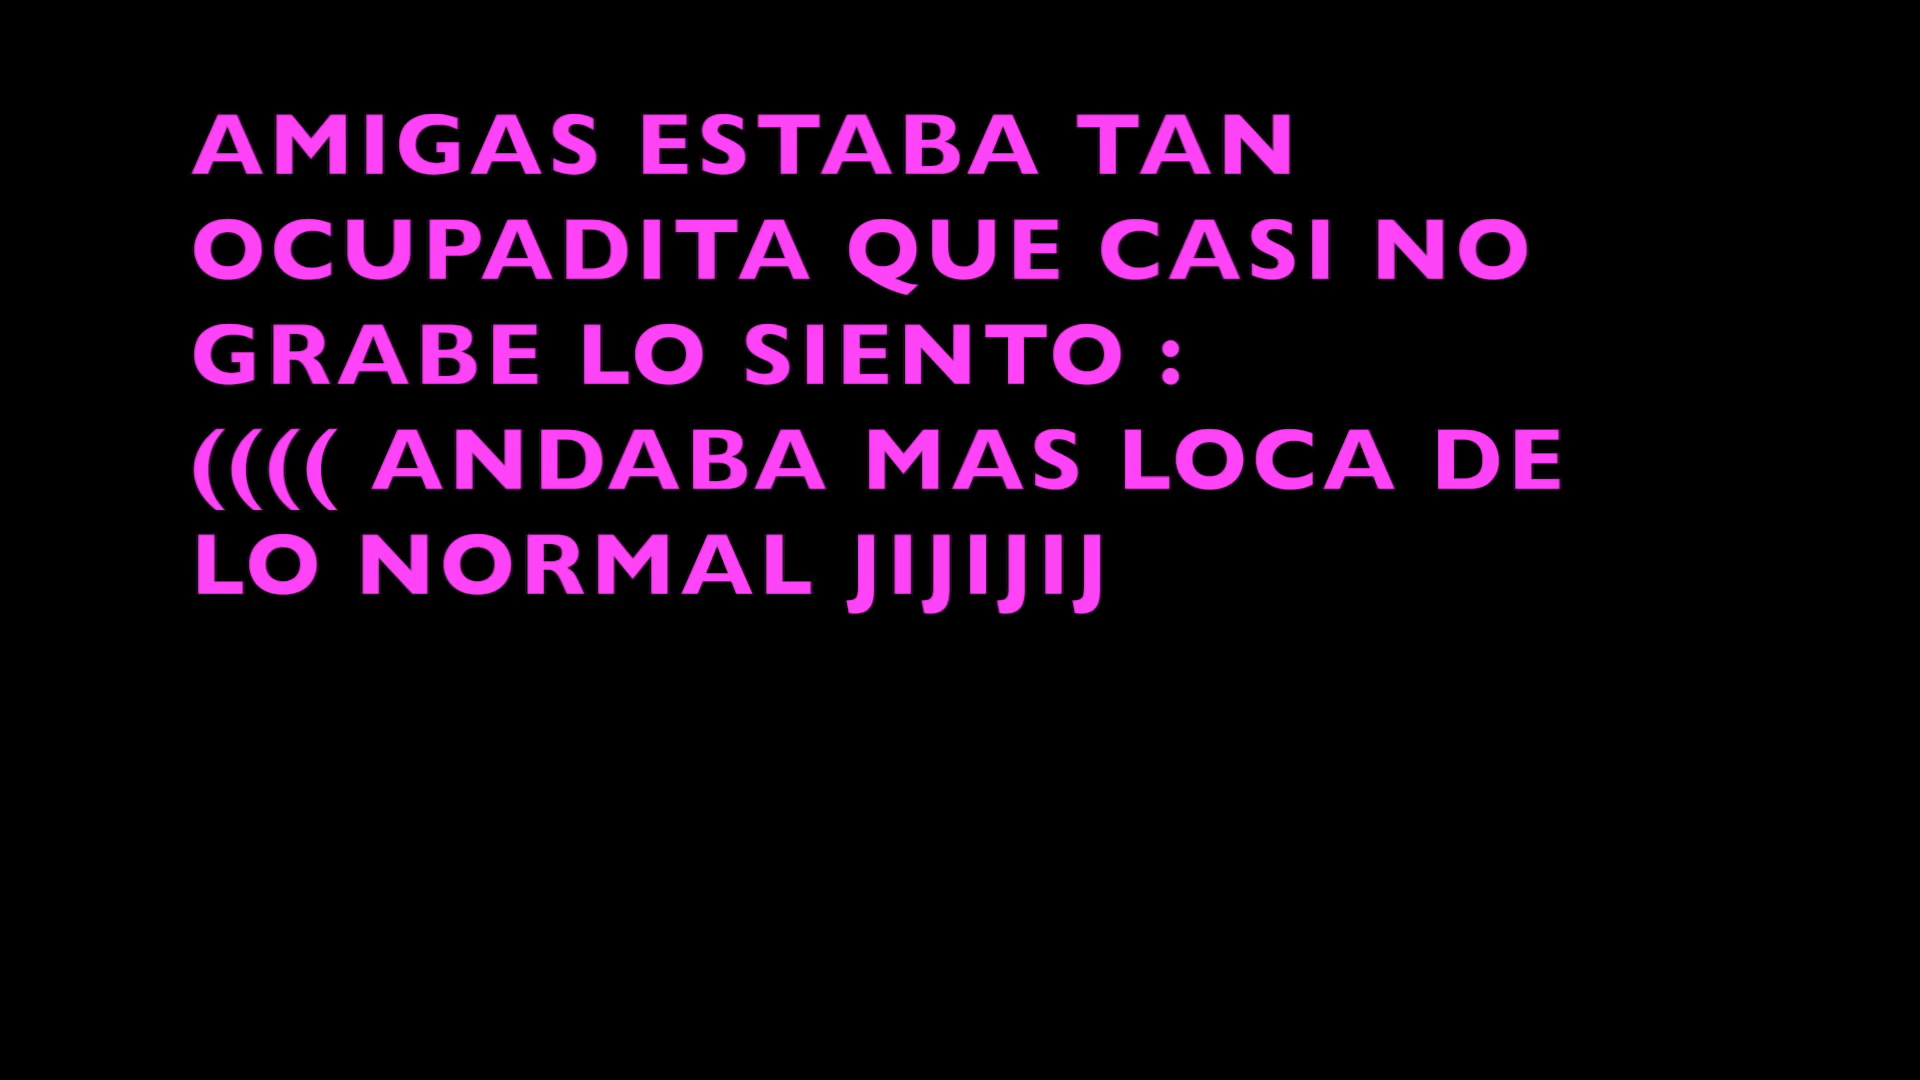 AMIGAS ESTABA TAN
OCUPADITA QUE CASI NO
GRABE LO SIENTO :
(((( ANDABA MAS LOCA DE
LO NORMAL JIJIJIJ